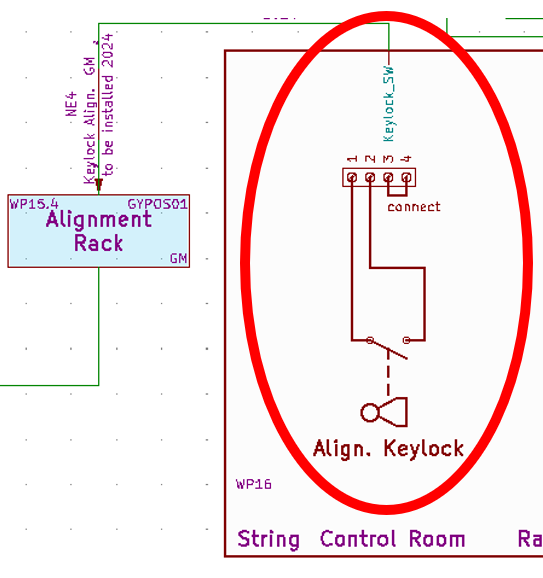 NE4
Keylock Align. GM
to be installed 2024
WP15.4 GYPOS01
Alignment
Rack
GM
Keylock_SW
1 2 3 4
connect
Align. Keylock
WP16
String Control Room Ra